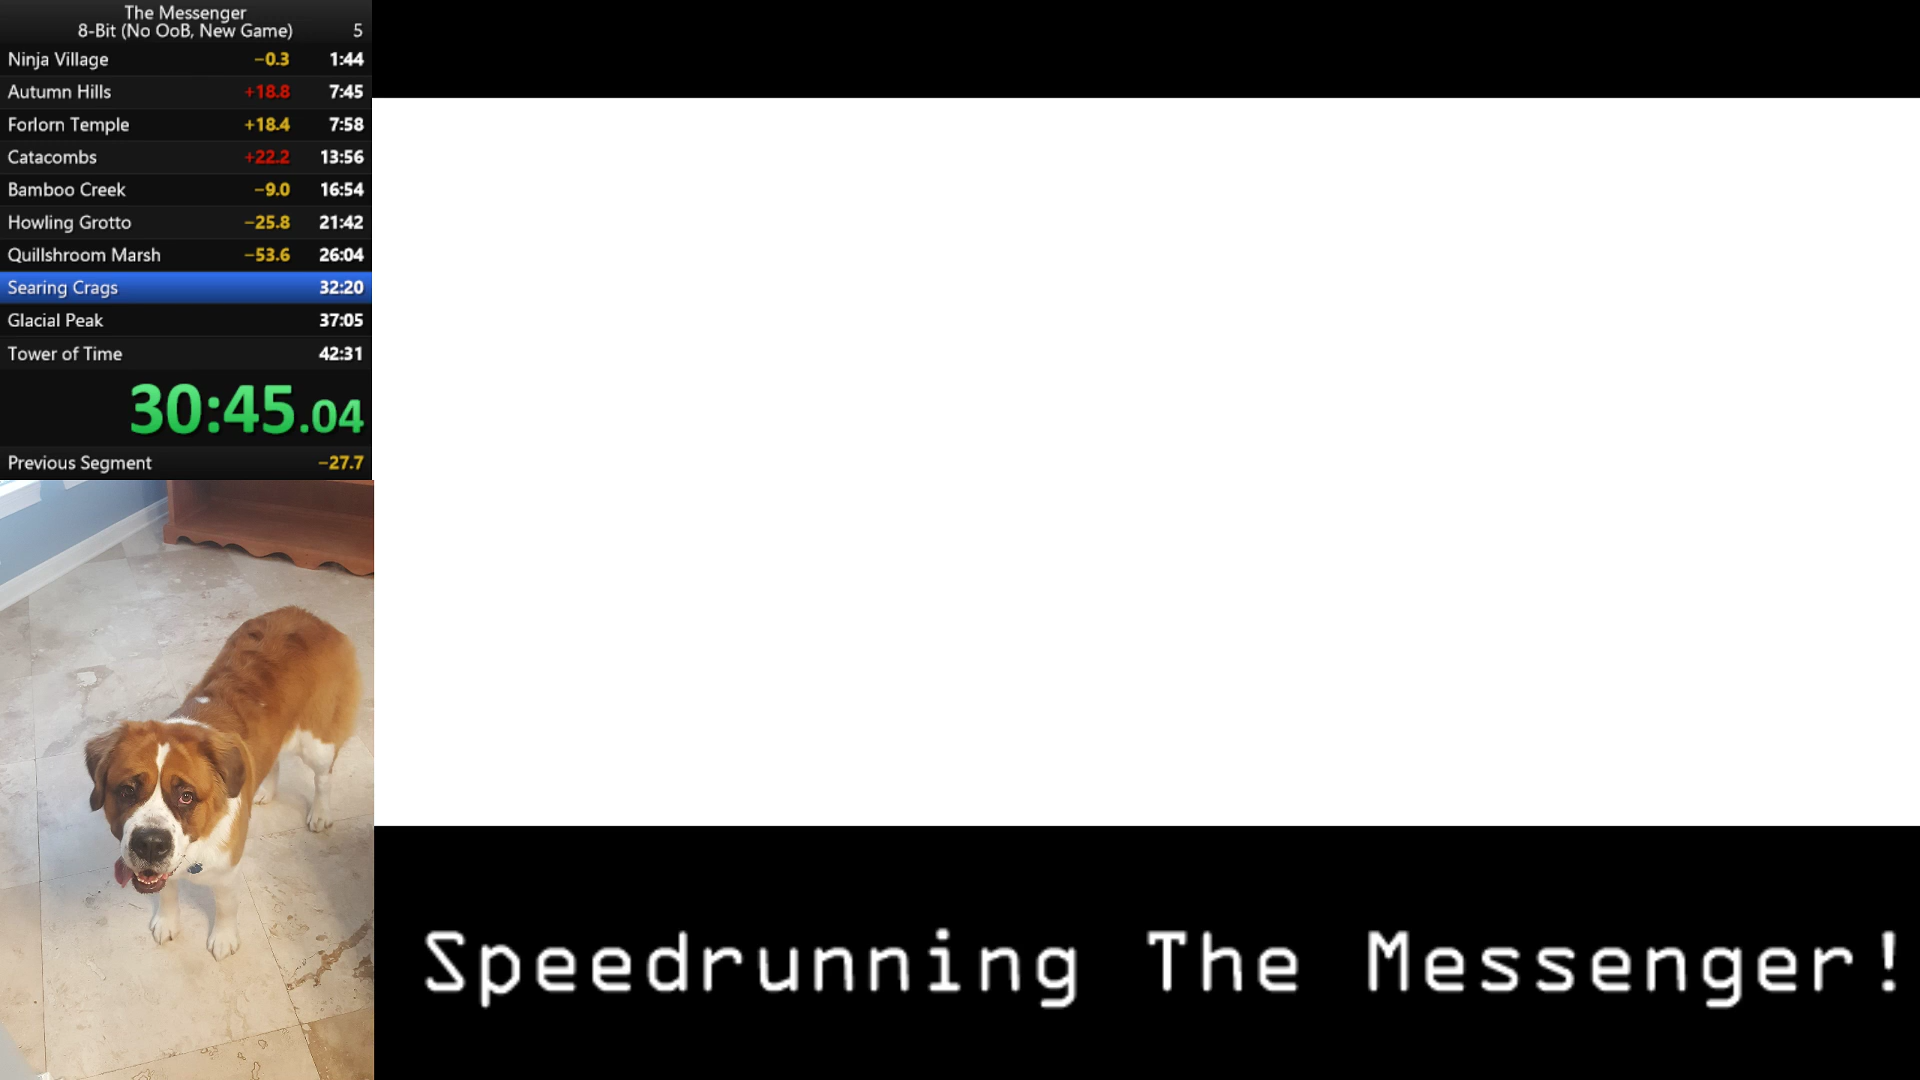 The Messenger
8-Bit (No OoB, New Game) 5
Ninja Village −0.3 1:44
Autumn Hills +18.8 7:45
Forlorn Temple +18.4 7:58
Catacombs +22.2 13:56
Bamboo Creek −9.0 16:54
Howling Grotto −25.8 21:42
Quillshroom Marsh −53.6 26:04
Searing Crags 32:20
Glacial Peak 37:05
Tower of Time 42:31
30:45.04
Previous Segment −27.7
Speedrunning The Messenger!